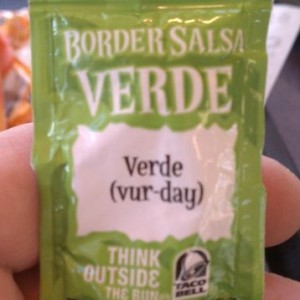 BORDER SALSA
VERDE
Verde
(vur-day)
THINK
OUTSIDE
THE BUN
TACO
BELL